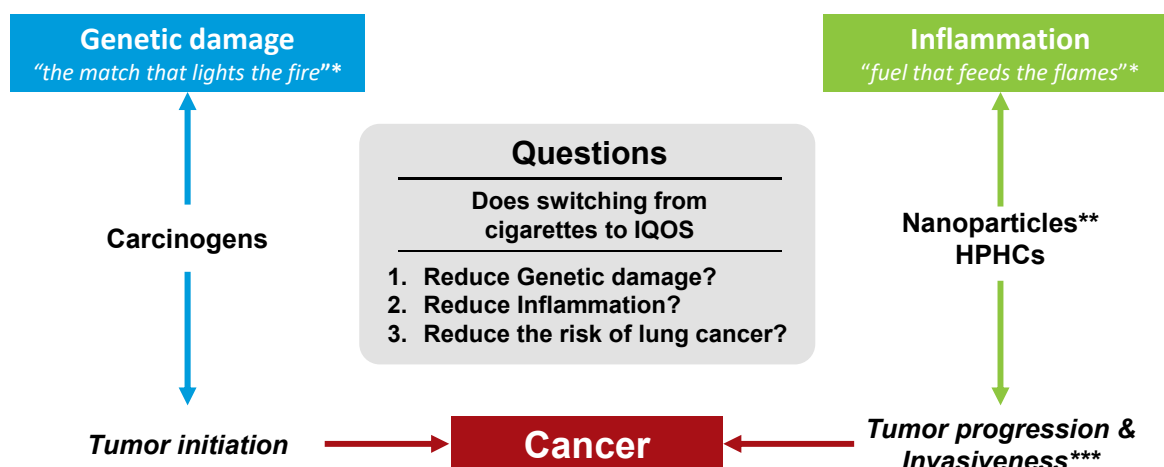 Genetic damage
“the match that lights the fire”*
Inflammation
“fuel that feeds the flames”*
Questions
Does switching from
cigarettes to IQOS
1. Reduce Genetic damage?
2. Reduce Inflammation?
3. Reduce the risk of lung cancer?
Carcinogens
Nanoparticles**
HPHCs
Tumor initiation
Cancer
Tumor progression &
Invasiveness***